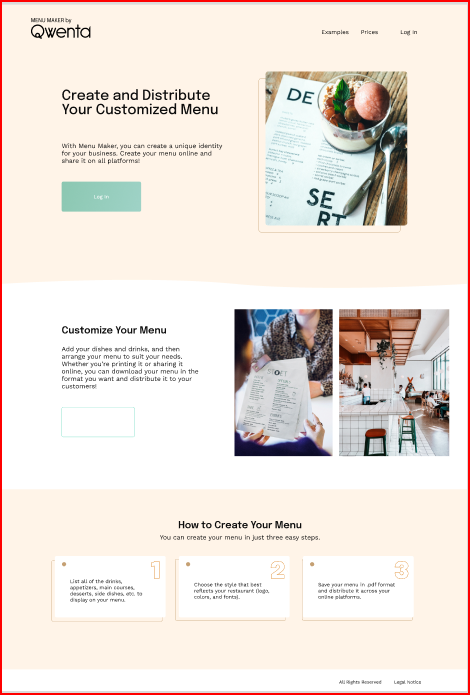 MENU MAKER by
Qwenta
Examples Prices Log in
Create and Distribute
Your Customized Menu
With Menu Maker, you can create a unique identity
for your business. Create your menu online and
share it on all platforms!
Log in
DE
SE
RT
Customize Your Menu
Add your dishes and drinks, and then
arrange your menu to suit your needs.
Whether you're printing it or sharing it
online, you can download your menu in the
format you want and distribute it to your
customers!
How to Create Your Menu
You can create your menu in just three easy steps.
1
List all of the drinks,
appetizers, main courses,
desserts, side dishes, etc. to
display on your menu.
2
Choose the style that best
reflects your restaurant (logo,
colors, and fonts).
3
Save your menu in .pdf format
and distribute it across your
online platforms.
All Rights Reserved Legal Notice